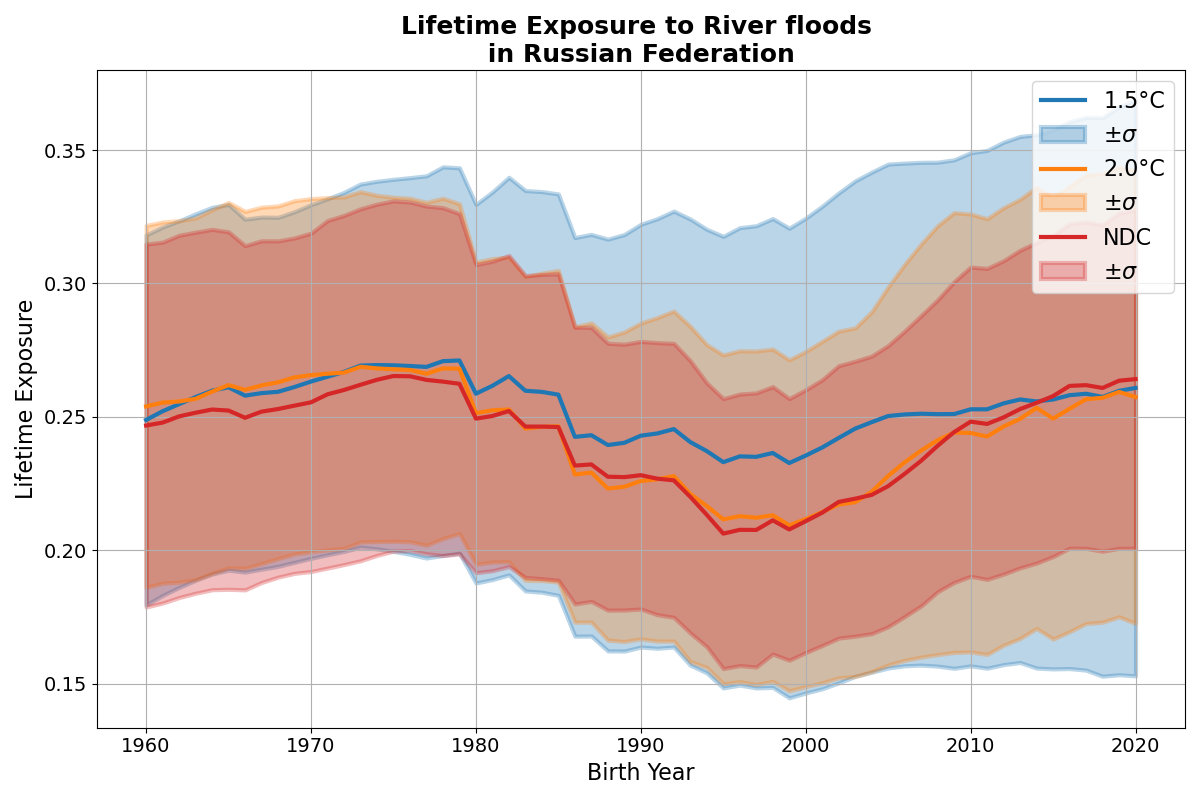 Lifetime Exposure to River floods
in Russian Federation
Lifetime Exposure
0.35
0.30
0.25
0.20
0.15
1.5°C
±σ
2.0°C
±σ
NDC
±σ
1960
1970
1980
1990
2000
2010
2020
Birth Year